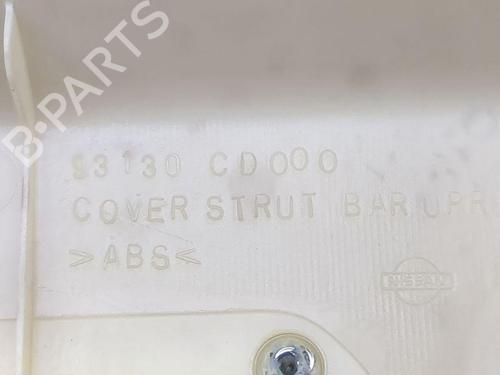 B-PARTS
93130 CD000
COVER STRUT BAR UPR
>ABS<
NISSAN